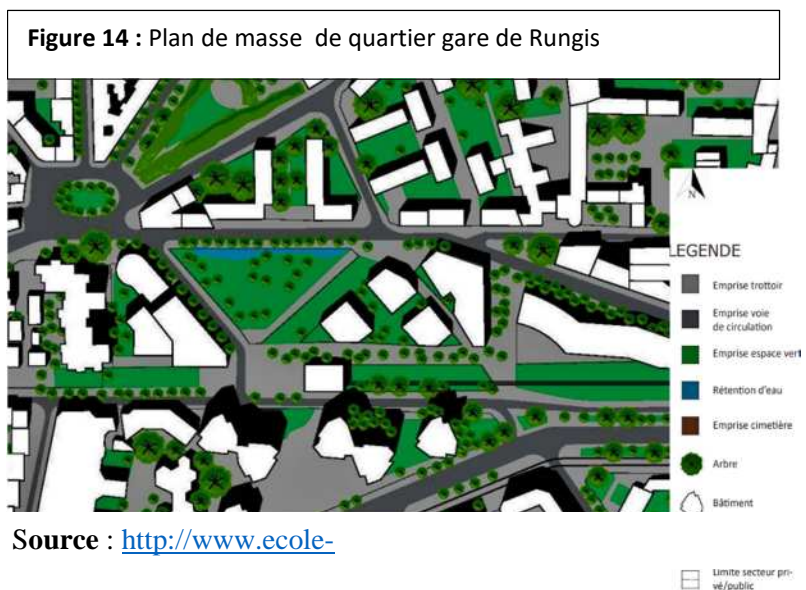 Figure 14 : Plan de masse de quartier gare de Rungis
N
LEGENDE
Emprise trottoir
Emprise voie
de circulation
Emprise espace vert
Rétention d'eau
Emprise cimetière
Arbre
Bâtiment
Source : http://www.ecole-
Limite secteur pri-
vé/public